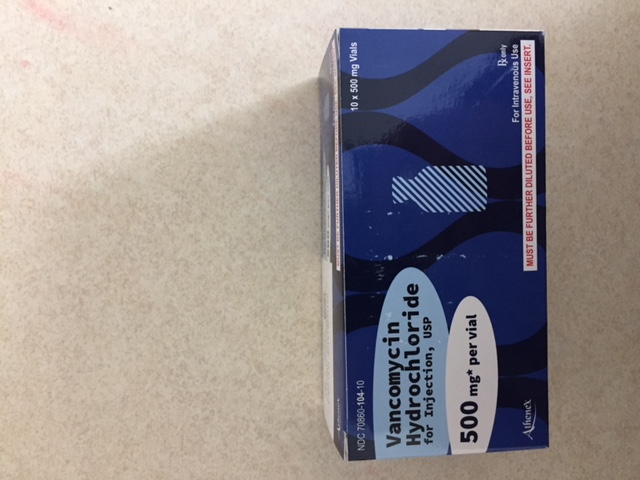 NDC 70860-104-10
10 x 500 mg Vials
Vancomycin
Hydrochloride
for Injection, USP
500 mg* per vial
Rx only
For Intravenous Use
MUST BE FURTHER DILUTED BEFORE USE, SEE INSERT.
Athenex